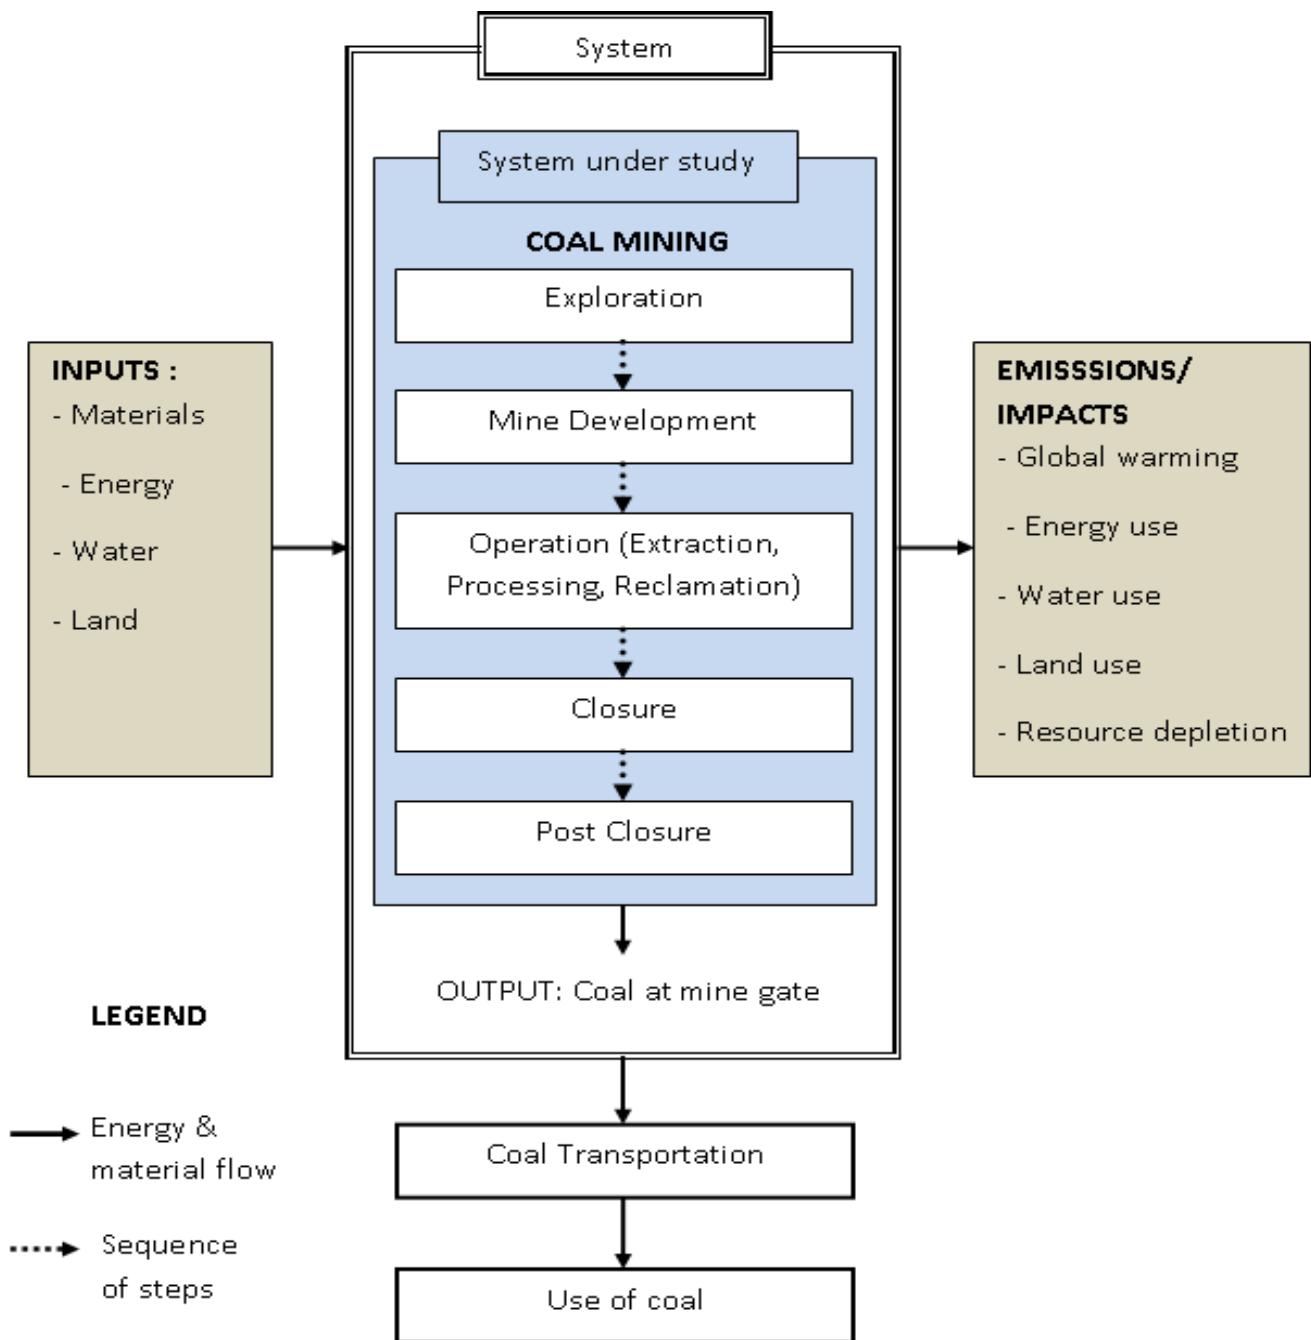 System
System under study
COAL MINING
Exploration
Mine Development
Operation (Extraction,
Processing, Reclamation)
Closure
Post Closure
OUTPUT: Coal at mine gate
INPUTS :
- Materials
- Energy
- Water
- Land
EMISSSIONS/
IMPACTS
- Global warming
- Energy use
- Water use
- Land use
- Resource depletion
LEGEND
Energy &
material flow
Sequence
of steps
Coal Transportation
Use of coal